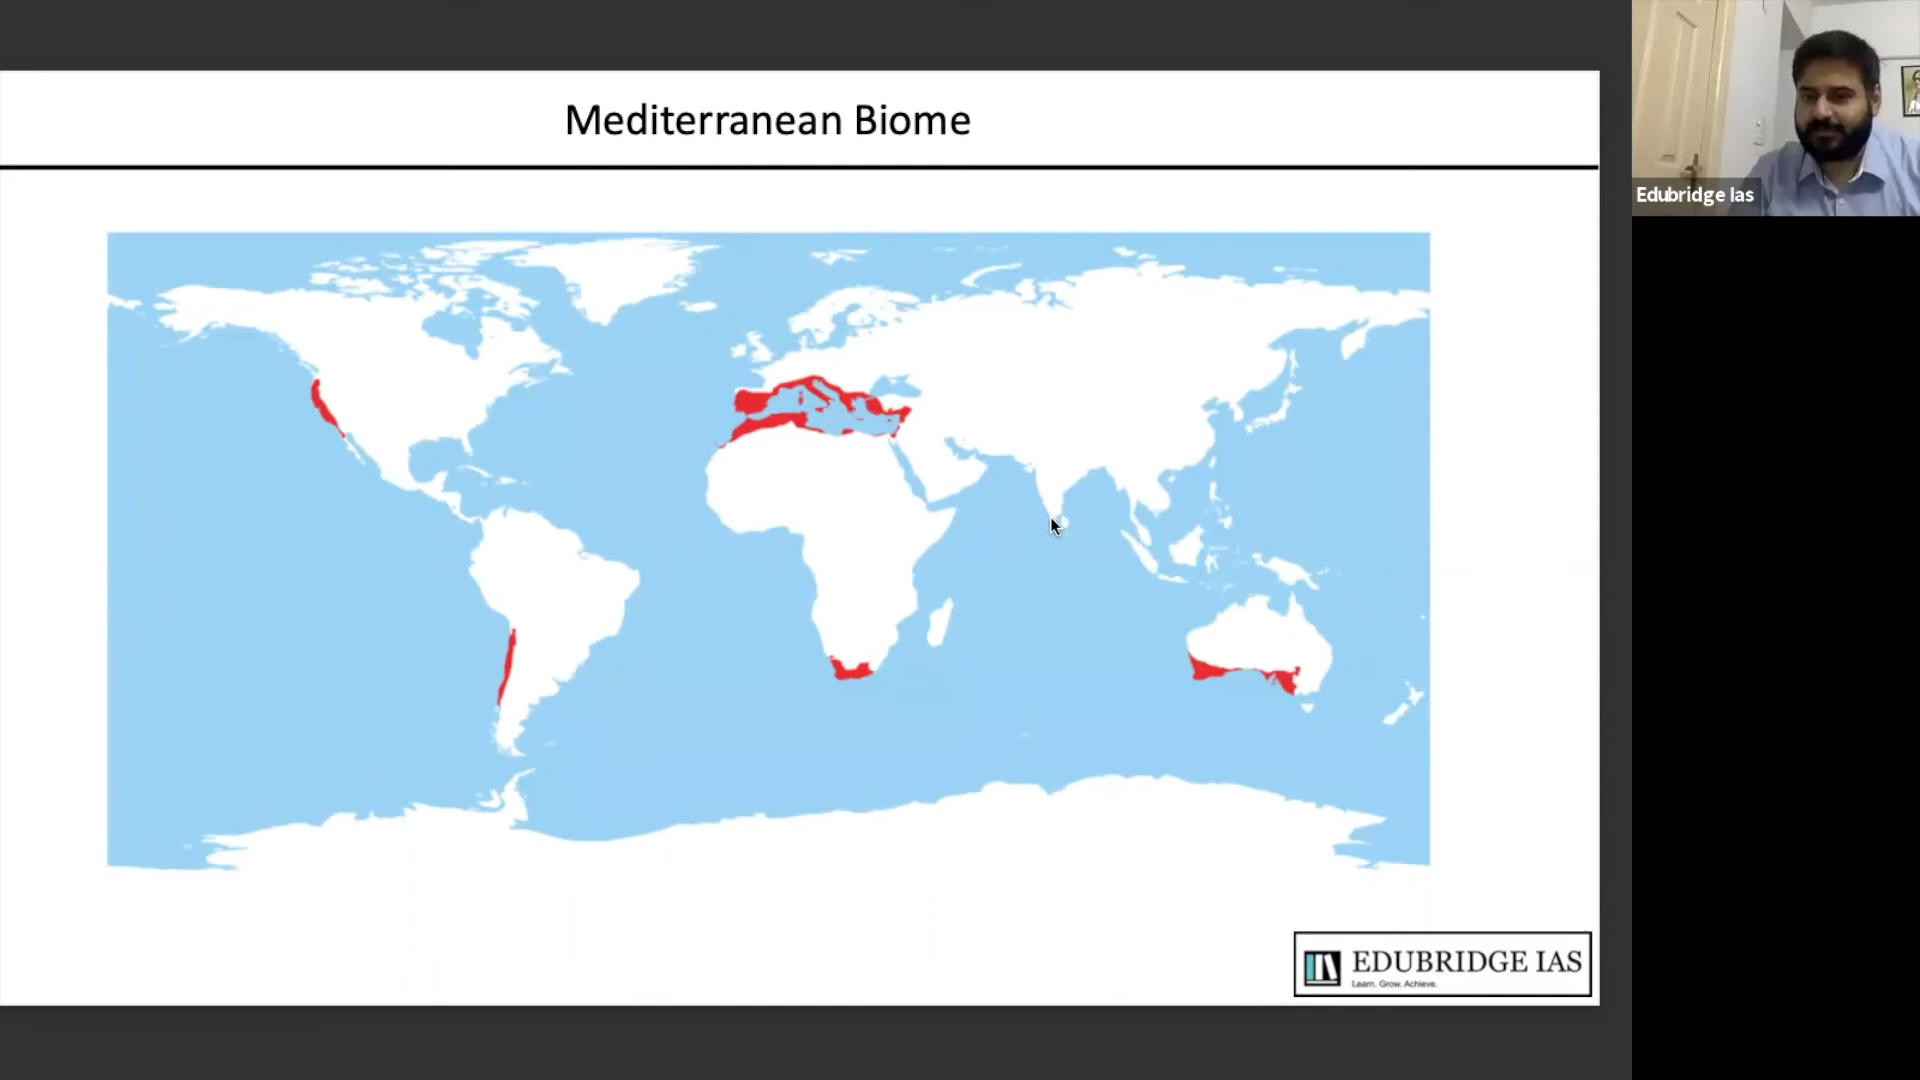 Mediterranean Biome
Edubridge Ias
EDUBRIDGE IAS
Learn. Grow. Achieve.